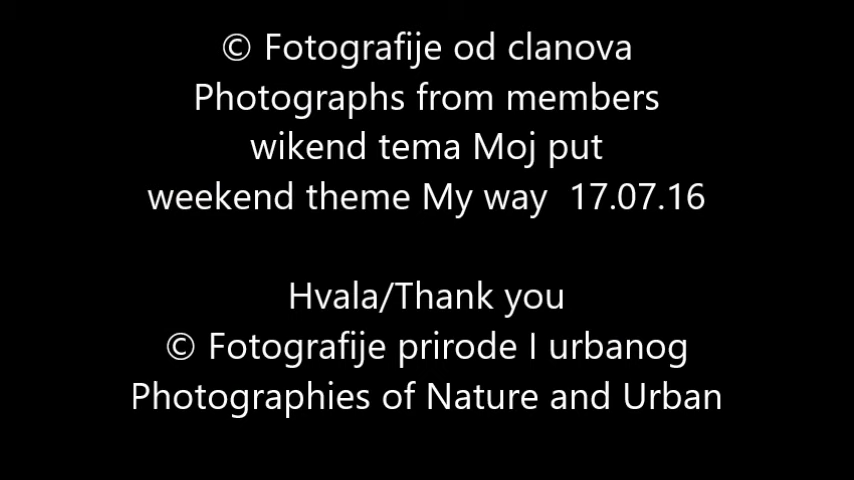 © Fotografije od clanova
Photographs from members
wikend tema Moj put
weekend theme My way  17.07.16
Hvala/Thank you
© Fotografije prirode I urbanog
Photographies of Nature and Urban